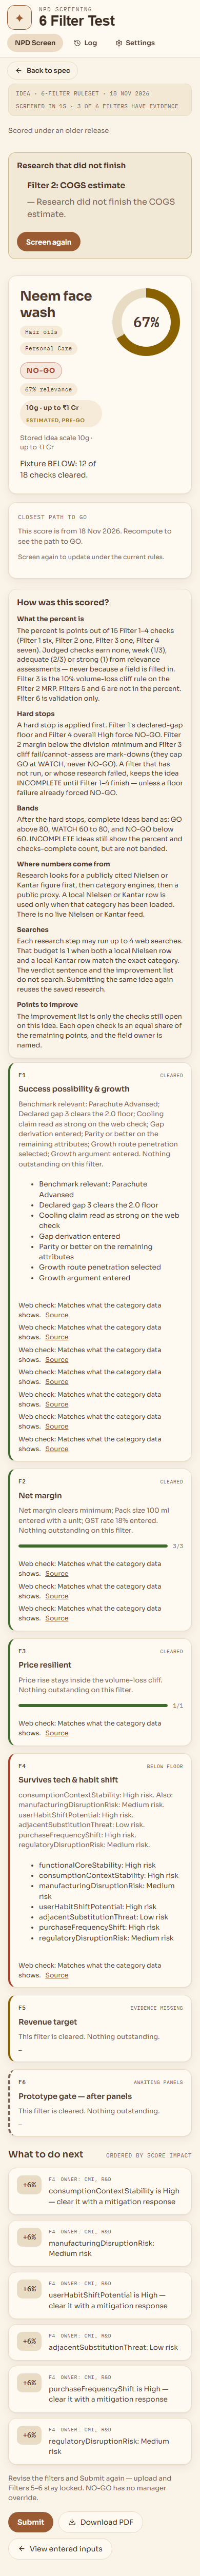 NPD SCREENING
6 Filter Test
NPD Screen
Log
Settings
← Back to spec
IDEA · 6-FILTER RULESET · 18 NOV 2026
SCREENED IN 1S · 3 OF 6 FILTERS HAVE EVIDENCE
Scored under an older release
Research that did not finish
Filter 2: COGS estimate
— Research did not finish the COGS
estimate.
Screen again
Neem face
wash
Hair oils
Personal Care
NO-GO
67% relevance
10g · up to ₹1 Cr
ESTIMATED, PRE-GO
Stored idea scale 10g ·
up to ₹1 Cr
Fixture BELOW: 12 of
18 checks cleared.
67%
CLOSEST PATH TO GO
This score is from 18 Nov 2026. Recompute to
see the path to GO.
Screen again to update under the current rules.
How was this scored?
What the percent is
The percent is points out of 15 Filter 1–4 checks
(Filter 1 six, Filter 2 one, Filter 3 one, Filter 4
seven). Judged checks earn none, weak (1/3),
adequate (2/3) or strong (1) from relevance
assessments — never because a field is filled in.
Filter 3 is the 10% volume-loss cliff rule on the
Filter 2 MRP. Filters 5 and 6 are not in the percent.
Filter 6 is validation only.
Hard stops
A hard stop is applied first. Filter 1's declared-gap
floor and Filter 4 overall High force NO-GO. Filter
2 margin below the division minimum and Filter 3
cliff fail/cannot-assess are mark-downs (they cap
GO at WATCH, never NO-GO). A filter that has
not run, or whose research failed, keeps the idea
INCOMPLETE until Filter 1–4 finish — unless a floor
failure already forced NO-GO.
Bands
After hard stops, complete ideas band as: GO
above 80, WATCH 60 to 80, and NO-GO below
60. INCOMPLETE ideas still show the percent and
checks-complete count, but are not banded.
Where numbers come from
Research looks for a publicly cited Nielsen or
Kantar figure first, then category engines, then a
public proxy. A local Nielsen or Kantar row is
used only when that category has been loaded.
There is no live Nielsen or Kantar feed.
Searches
Each research step may run up to 4 web searches.
That budget is 1 when both a local Nielsen row
and a local Kantar row match the exact category.
The verdict sentence and the improvement list
do not search. Submitting the same idea again
reuses the saved research.
Points to improve
The improvement list is only the checks still open
on this idea. Each open check is an equal share of
the remaining points, and the field owner is
named.
F1
CLEARED
Success possibility & growth
Benchmark relevant: Parachute Advansed;
Declared gap 3 clears the 2.0 floor; Cooling
claim read as strong on the web check; Gap
derivation entered; Parity or better on the
remaining attributes; Growth route penetration
selected; Growth argument entered. Nothing
outstanding on this filter.
• Benchmark relevant: Parachute
Advansed
• Declared gap 3 clears the 2.0 floor
• Cooling claim read as strong on the web
check
• Gap derivation entered
• Parity or better on the remaining
attributes
• Growth route penetration selected
• Growth argument entered
Web check: Matches what the category data
shows. Source
Web check: Matches what the category data
shows. Source
Web check: Matches what the category data
shows. Source
Web check: Matches what the category data
shows. Source
Web check: Matches what the category data
shows. Source
Web check: Matches what the category data
shows. Source
Web check: Matches what the category data
shows. Source
F2
CLEARED
Net margin
Net margin clears minimum; Pack size 100 ml
entered with a unit; GST rate 18% entered.
Nothing outstanding on this filter.
3/3
Web check: Matches what the category data
shows. Source
Web check: Matches what the category data
shows. Source
Web check: Matches what the category data
shows. Source
F3
CLEARED
Price resilient
Price rise stays inside the volume-loss cliff.
Nothing outstanding on this filter.
1/1
Web check: Matches what the category data
shows. Source
F4
BELOW FLOOR
Survives tech & habit shift
consumptionContextStability: High risk. Also:
manufacturingDisruptionRisk: Medium risk.
userHabitShiftPotential: High risk.
adjacentSubstitutionThreat: Low risk.
purchaseFrequencyShift: High risk.
regulatoryDisruptionRisk: Medium risk.
• functionalCoreStability: High risk
• consumptionContextStability: High risk
• manufacturingDisruptionRisk: Medium
risk
• userHabitShiftPotential: High risk
• adjacentSubstitutionThreat: Low risk
• purchaseFrequencyShift: High risk
• regulatoryDisruptionRisk: Medium risk
Web check: Matches what the category data
shows. Source
F5
EVIDENCE MISSING
Revenue target
This filter is cleared. Nothing outstanding.
—
F6
AWAITING PANELS
Prototype gate — after panels
This filter is cleared. Nothing outstanding.
—
What to do next
ORDERED BY SCORE IMPACT
+6%
F4 OWNER: CMI, R&D
consumptionContextStability is High
— clear it with a mitigation response
+6%
F4 OWNER: CMI, R&D
manufacturingDisruptionRisk:
Medium risk
+6%
F4 OWNER: CMI, R&D
userHabitShiftPotential is High —
clear it with a mitigation response
+6%
F4 OWNER: CMI, R&D
adjacentSubstitutionThreat: Low risk
+6%
F4 OWNER: CMI, R&D
purchaseFrequencyShift is High —
clear it with a mitigation response
+6%
F4 OWNER: CMI, R&D
regulatoryDisruptionRisk: Medium
risk
Revise the filters and Submit again — upload and
Filters 5–6 stay locked. NO-GO has no manager
override.
Submit
Download PDF
← View entered inputs